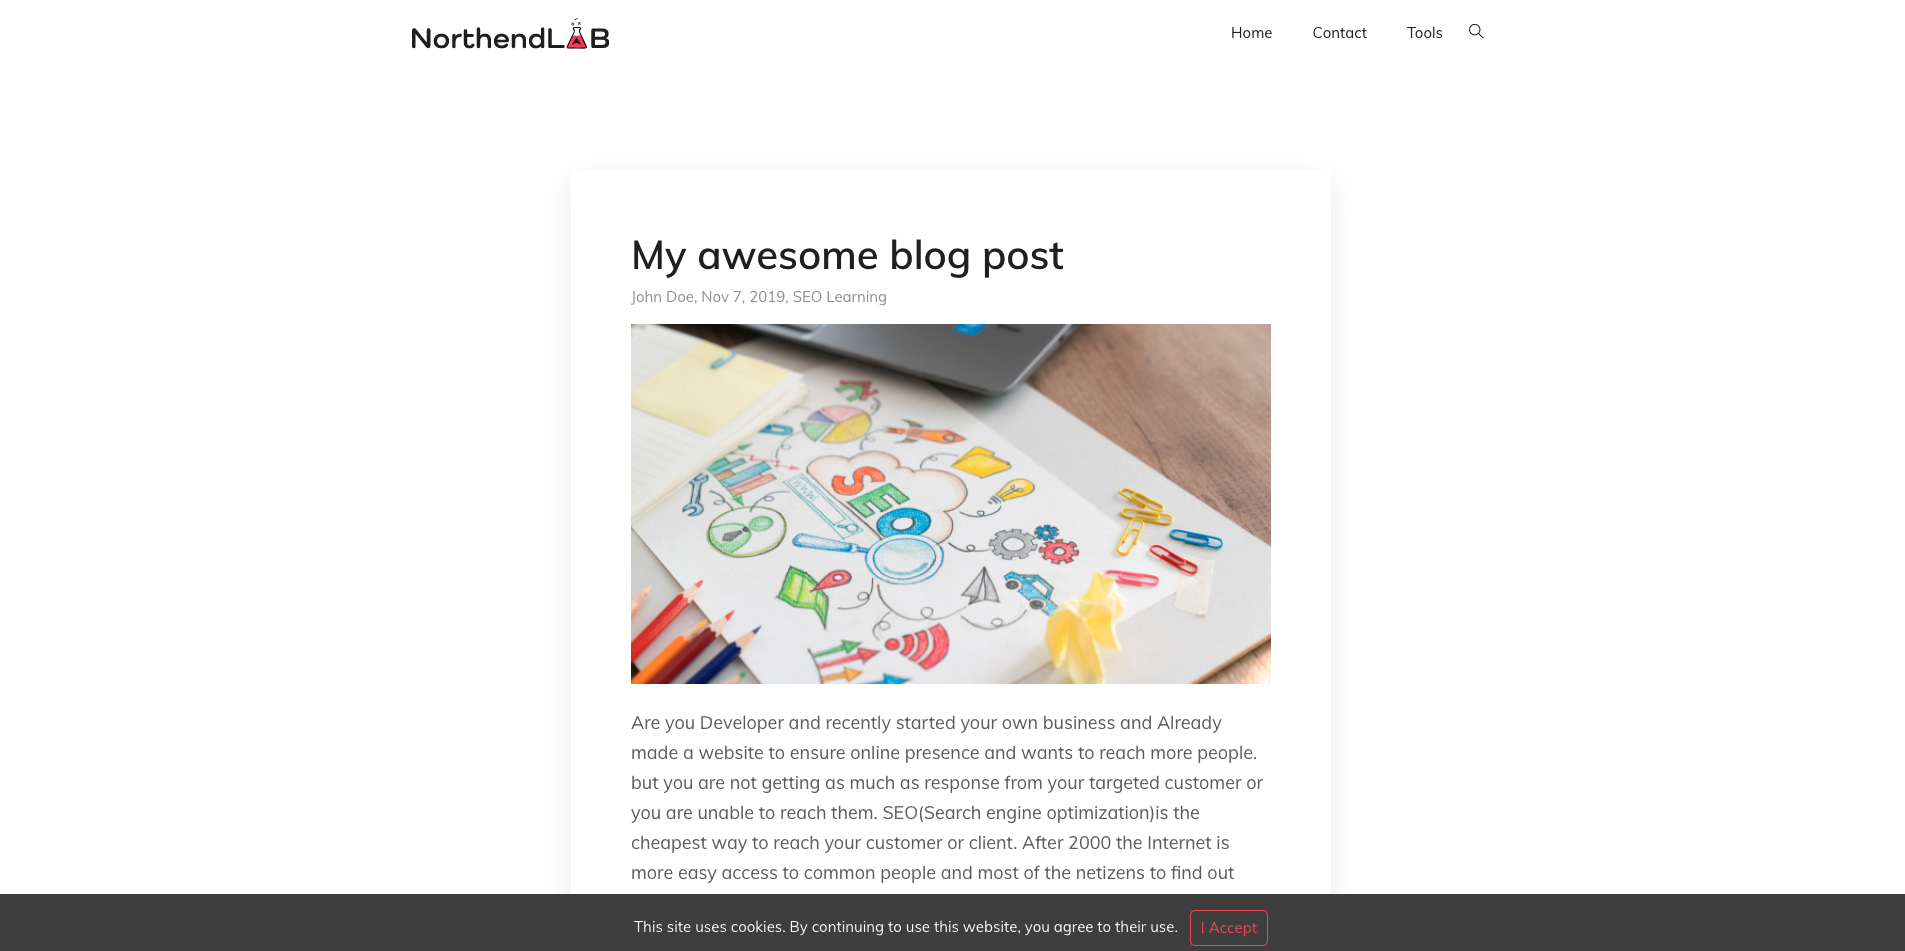 NorthendLAB
Home
Contact
Tools
My awesome blog post
John Doe, Nov 7, 2019, SEO Learning
www.
SEO
Are you Developer and recently started your own business and Already
made a website to ensure online presence and wants to reach more people.
but you are not getting as much as response from your targeted customer or
you are unable to reach them. SEO(Search engine optimization)is the
cheapest way to reach your customer or client. After 2000 the Internet is
more easy access to common people and most of the netizens to find out
This site uses cookies. By continuing to use this website, you agree to their use.
I Accept